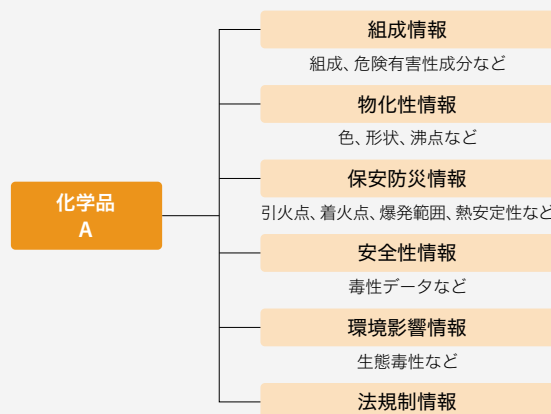 組成情報
組成、危険有害性成分など
物化性情報
色、形状、沸点など
保安防災情報
引火点、着火点、爆発範囲、熱安定性など
化学品
A
安全性情報
毒性データなど
環境影響情報
生態毒性など
法規制情報